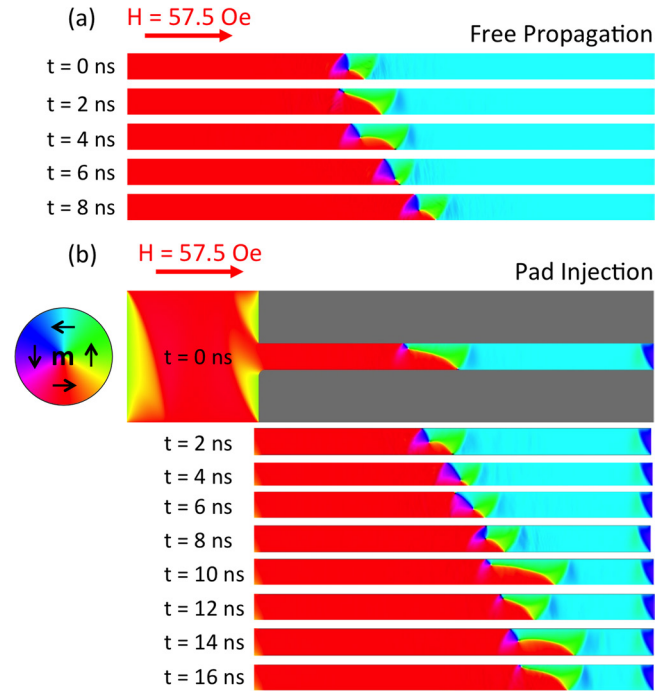 (a)
H = 57.5 Oe
Free Propagation
t = 0 ns
t = 2 ns
t = 4 ns
t = 6 ns
t = 8 ns
(b)
H = 57.5 Oe
Pad Injection
m
t = 0 ns
t = 2 ns
t = 4 ns
t = 6 ns
t = 8 ns
t = 10 ns
t = 12 ns
t = 14 ns
t = 16 ns